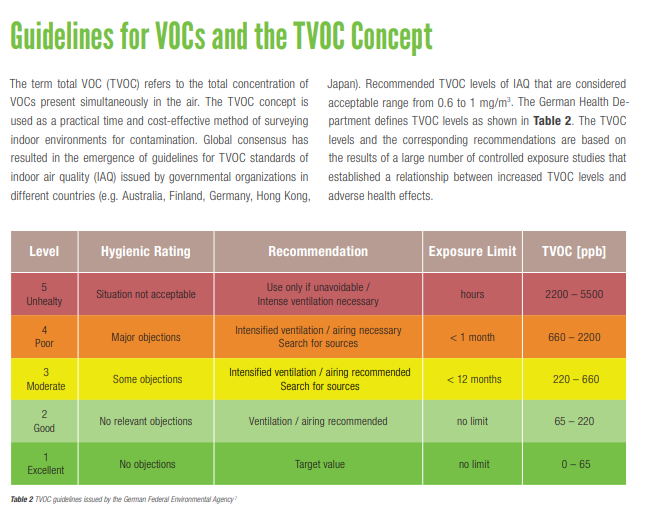 Guidelines for VOCs and the TVOC Concept
The term total VOC (TVOC) refers to the total concentration of
VOCs present simultaneously in the air. The TVOC concept is
used as a practical time and cost-effective method of surveying
indoor environments for contamination. Global consensus has
resulted in the emergence of guidelines for TVOC standards of
indoor air quality (IAQ) issued by governmental organizations in
different countries (e.g. Australia, Finland, Germany, Hong Kong,
Japan). Recommended TVOC levels of IAQ that are considered
acceptable range from 0.6 to 1 mg/m³. The German Health De-
partment defines TVOC levels as shown in Table 2. The TVOC
levels and the corresponding recommendations are based on
the results of a large number of controlled exposure studies that
established a relationship between increased TVOC levels and
adverse health effects.
Level Hygienic Rating Recommendation Exposure Limit TVOC [ppb]
5
Unhealty
Situation not acceptable
Use only if unavoidable /
Intense ventilation necessary
hours
2200 – 5500
4
Poor
Major objections
Intensified ventilation / airing necessary
Search for sources
< 1 month
660 – 2200
3
Moderate
Some objections
Intensified ventilation / airing recommended
Search for sources
< 12 months
220 – 660
2
Good
No relevant objections
Ventilation / airing recommended
no limit
65 – 220
1
Excellent
No objections
Target value
no limit
0 – 65
Table 2 TVOC guidelines issued by the German Federal Environmental Agency